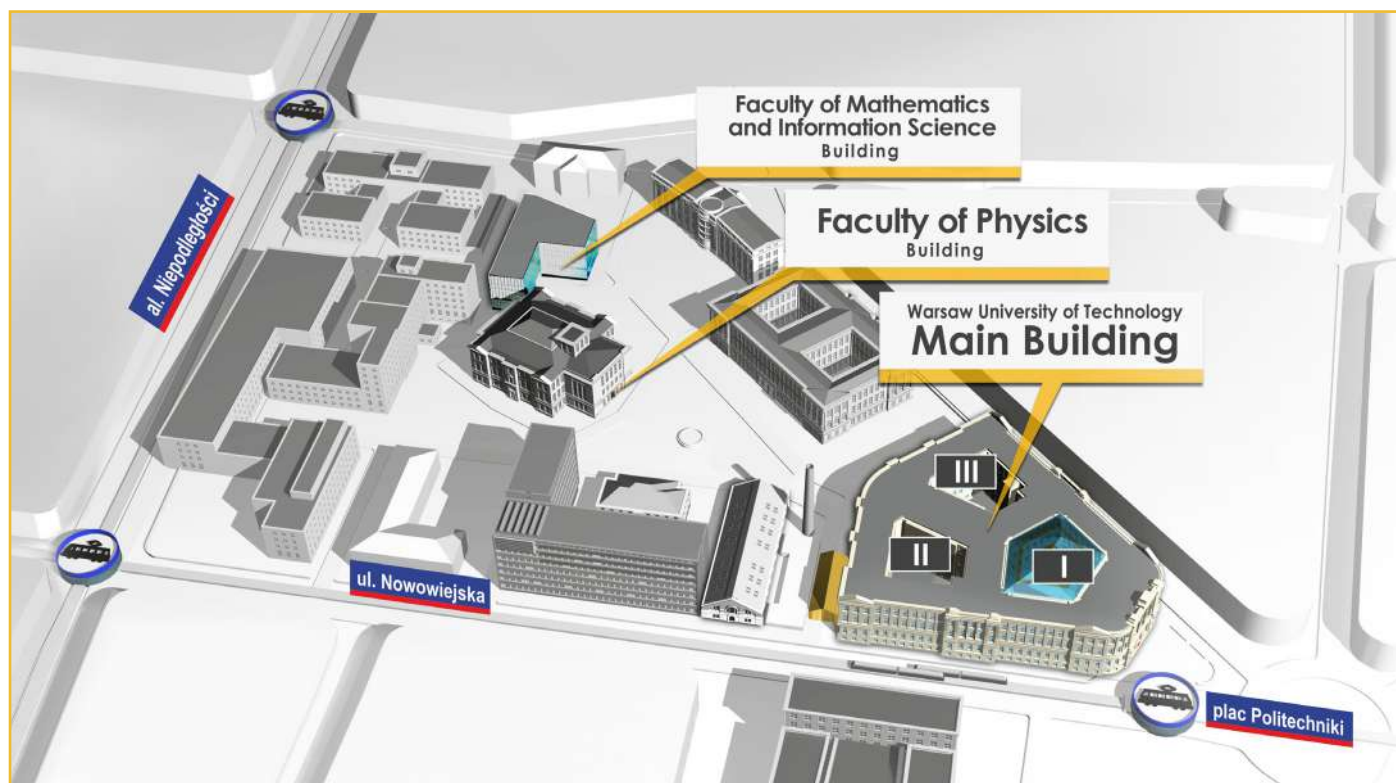 Faculty of Mathematics
and Information Science
Building
Faculty of Physics
Building
Warsaw University of Technology
Main Building
al. Niepodległości
III
II
I
ul. Nowowiejska
plac Politechniki